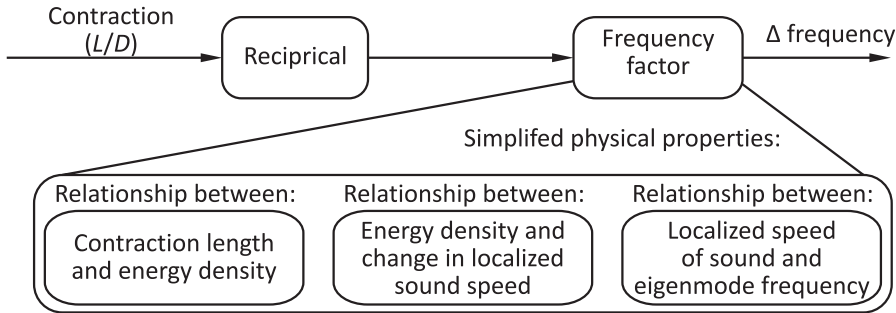 Contraction
(L/D)
Reciprical
Frequency
factor
Δ frequency
Simplifed physical properties:
Relationship between:
Contraction length
and energy density
Relationship between:
Energy density and
change in localized
sound speed
Relationship between:
Localized speed
of sound and
eigenmode frequency